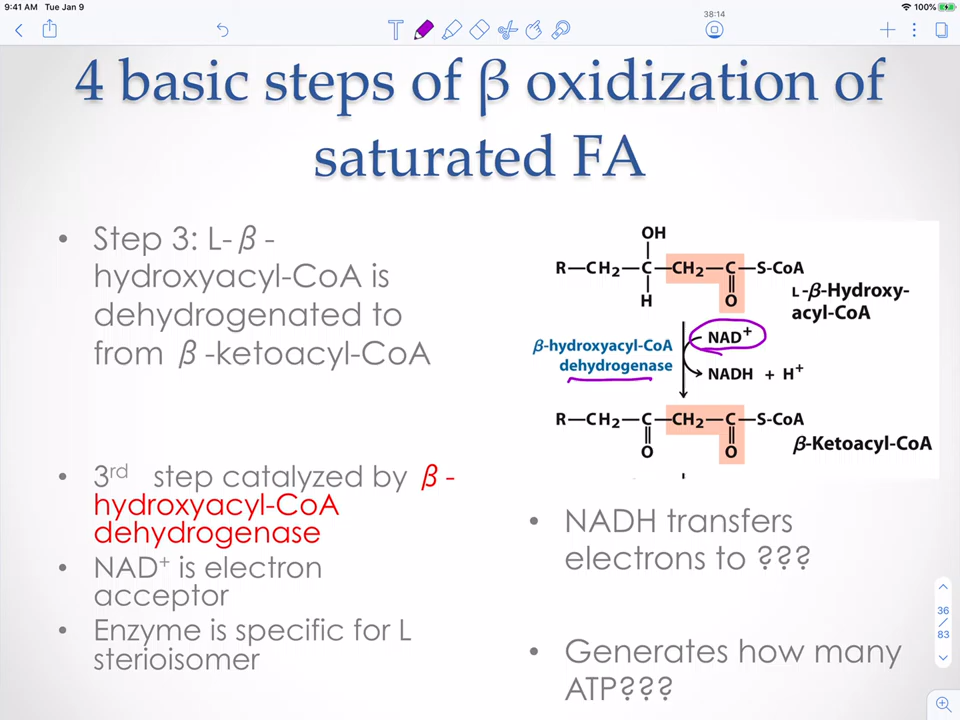 9:41 AM Tue Jan 9
38:14
100%
4 basic steps of β oxidization of
saturated FA
• Step 3: L-β-
hydroxyacyl-CoA is
dehydrogenated to
from β-ketoacyl-CoA
• 3rd step catalyzed by β-
hydroxyacyl-CoA
dehydrogenase
• NAD+ is electron
acceptor
• Enzyme is specific for L
sterioisomer
OH
R—CH2—C—CH2—C—S-CoA
H O
L-β-Hydroxy-
acyl-CoA
β-hydroxyacyl-CoA
dehydrogenase
NAD+
NADH + H+
R—CH2—C—CH2—C—S-CoA
O O
β-Ketoacyl-CoA
• NADH transfers
electrons to ???
• Generates how many
ATP???
36
/
83